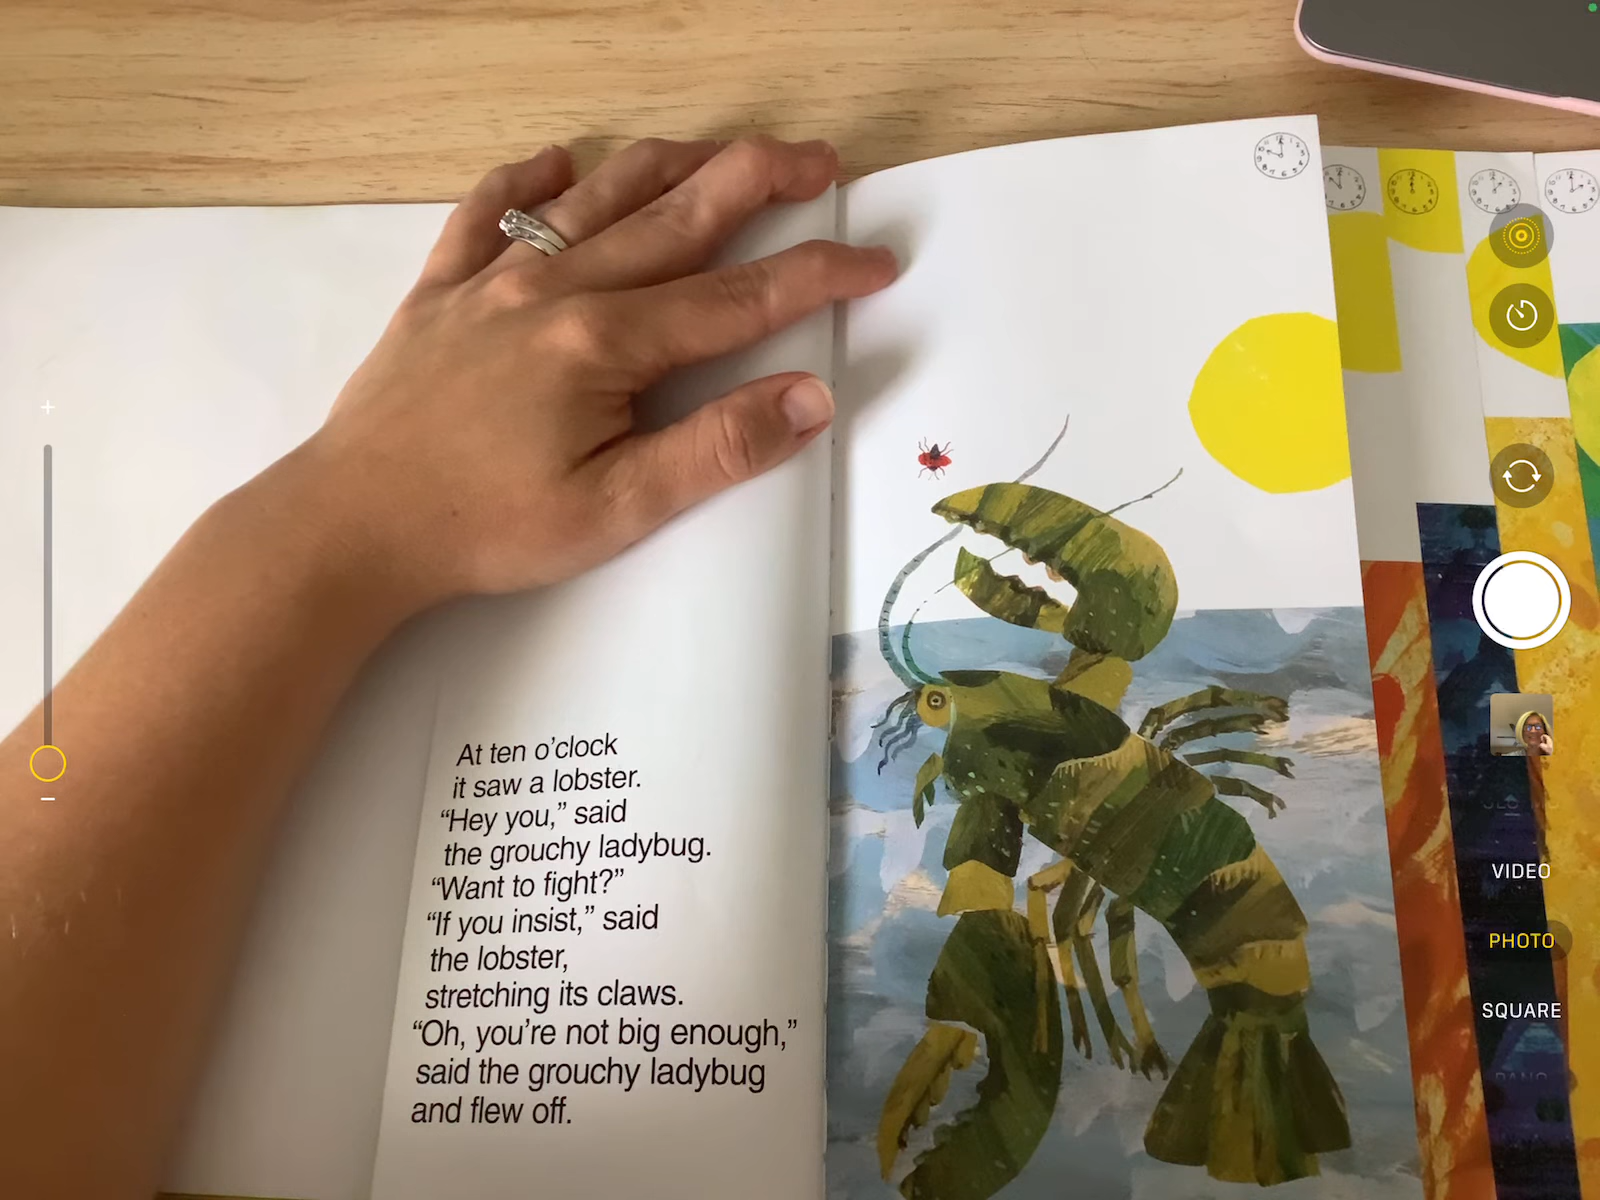 At ten o’clock
it saw a lobster.
“Hey you,” said
the grouchy ladybug.
“Want to fight?”
“If you insist,” said
the lobster,
stretching its claws.
“Oh, you’re not big enough,”
said the grouchy ladybug
and flew off.
VIDEO
PHOTO
SQUARE
PANO